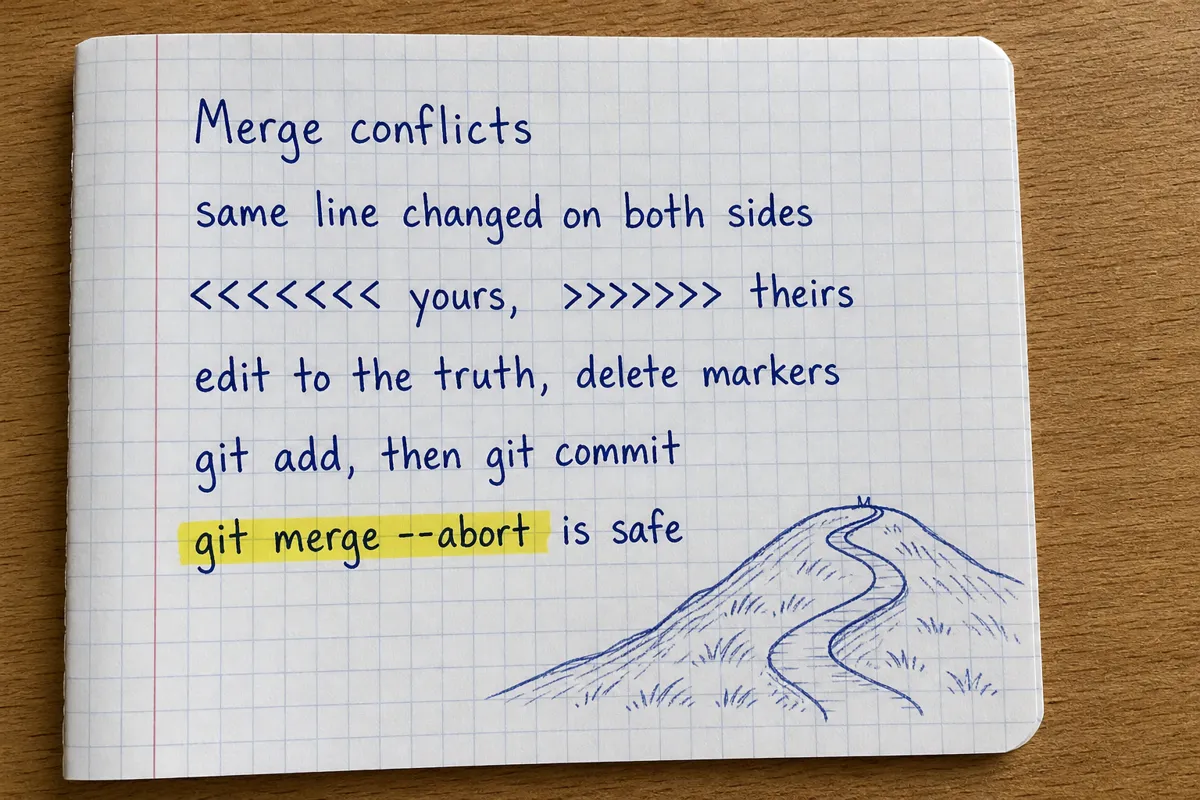 Merge conflicts
same line changed on both sides
<<<<<<< yours, >>>>>>> theirs
edit to the truth, delete markers
git add, then git commit
git merge --abort is safe